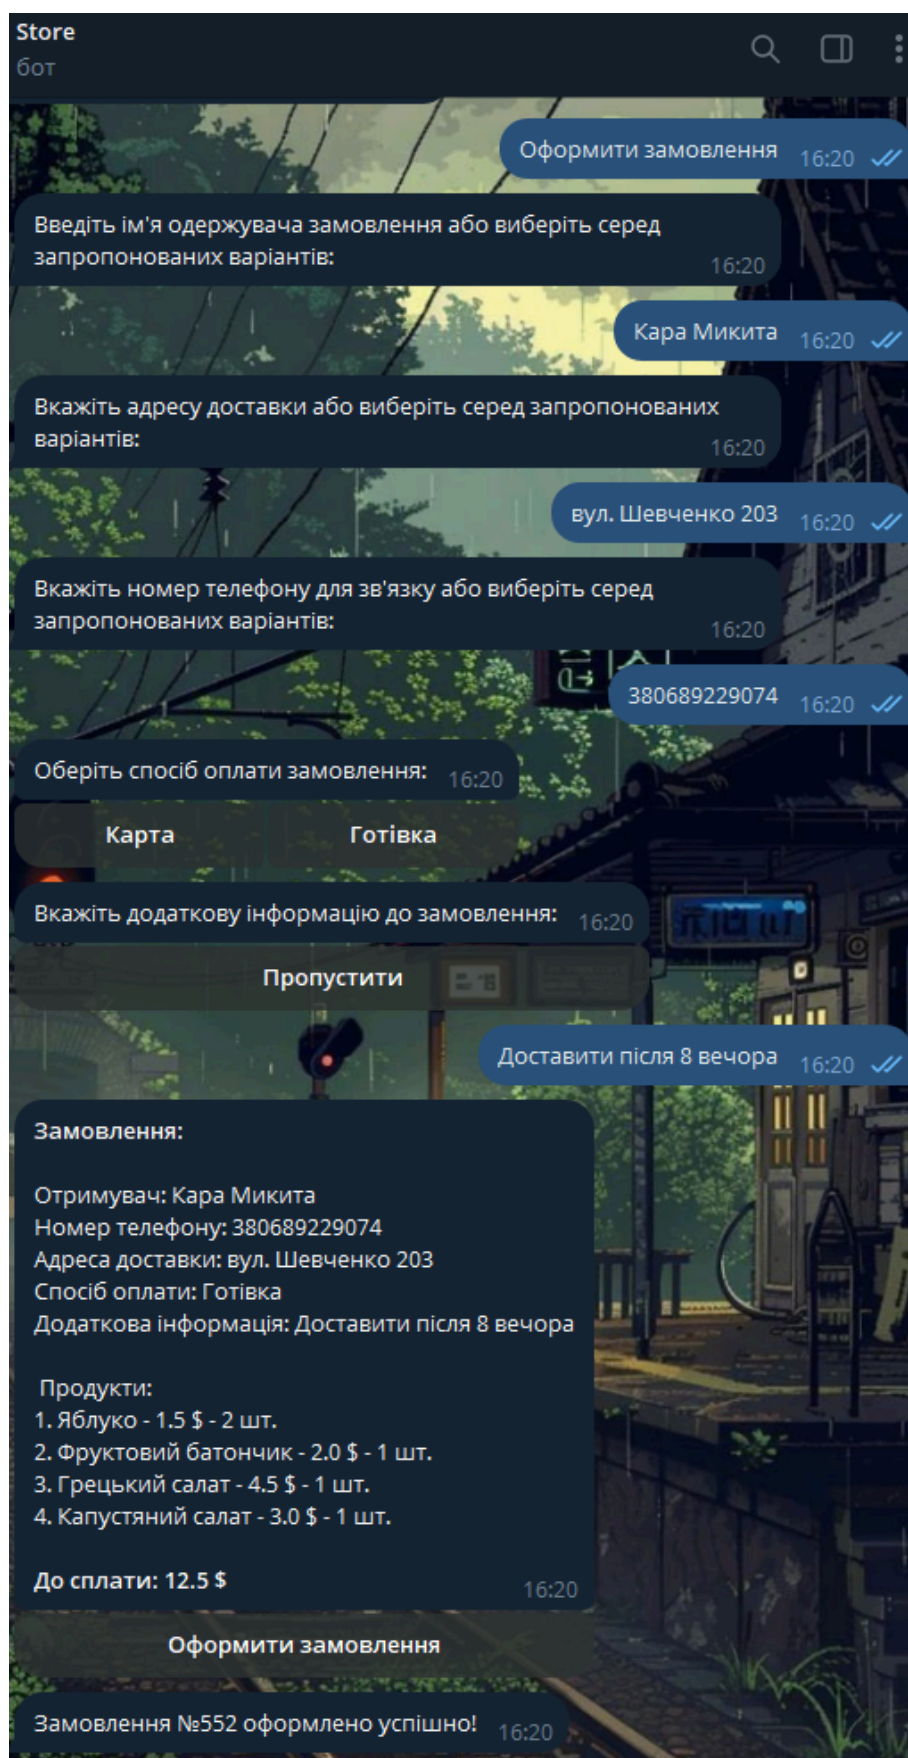 Store
бот
Оформити замовлення 16:20
Введіть ім'я одержувача замовлення або виберіть серед
запропонованих варіантів: 16:20
Кара Микита 16:20
Вкажіть адресу доставки або виберіть серед запропонованих
варіантів: 16:20
вул. Шевченко 203 16:20
Вкажіть номер телефону для зв'язку або виберіть серед
запропонованих варіантів: 16:20
380689229074 16:20
Оберіть спосіб оплати замовлення: 16:20
Карта Готівка
Вкажіть додаткову інформацію до замовлення: 16:20
Пропустити
Доставити після 8 вечора 16:20
Замовлення:
Отримувач: Кара Микита
Номер телефону: 380689229074
Адреса доставки: вул. Шевченко 203
Спосіб оплати: Готівка
Додаткова інформація: Доставити після 8 вечора
Продукти:
1. Яблуко - 1.5 $ - 2 шт.
2. Фруктовий батончик - 2.0 $ - 1 шт.
3. Грецький салат - 4.5 $ - 1 шт.
4. Капустяний салат - 3.0 $ - 1 шт.
До сплати: 12.5 $ 16:20
Оформити замовлення
Замовлення №552 оформлено успішно! 16:20